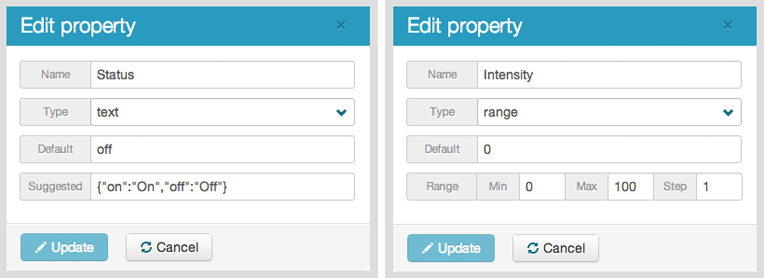 Edit property ×
Name Status
Type text
Default off
Suggested {"on":"On","off":"Off"}
Update Cancel
Edit property ×
Name Intensity
Type range
Default 0
Range Min 0 Max 100 Step 1
Update Cancel